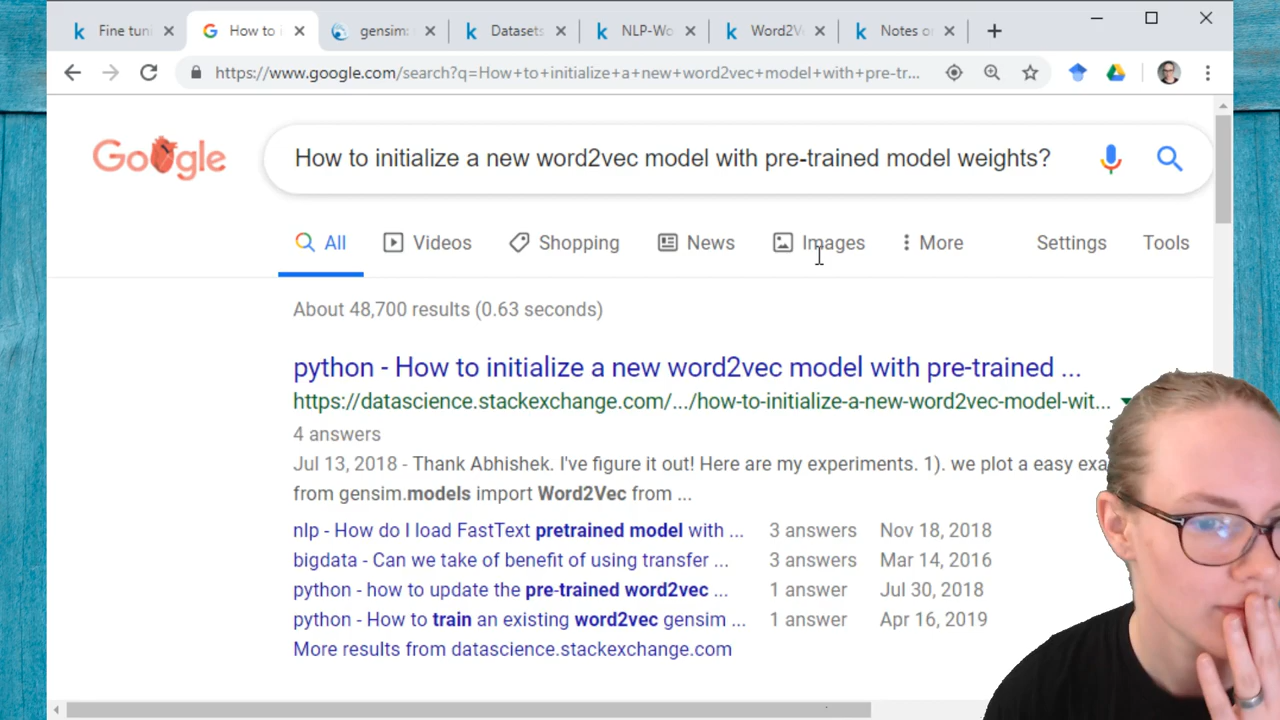 Fine tuni
How to i
gensim:
Datasets
NLP-Wo
Word2V
Notes o
https://www.google.com/search?q=How+to+initialize+a+new+word2vec+model+with+pre-tr...
Google
How to initialize a new word2vec model with pre-trained model weights?
All
Videos
Shopping
News
Images
More
Settings
Tools
About 48,700 results (0.63 seconds)
python - How to initialize a new word2vec model with pre-trained ...
https://datascience.stackexchange.com/.../how-to-initialize-a-new-word2vec-model-wit...
4 answers
Jul 13, 2018 - Thank Abhishek. I've figure it out! Here are my experiments. 1). we plot a easy exa
from gensim.models import Word2Vec from ...
nlp - How do I load FastText pretrained model with ... 3 answers Nov 18, 2018
bigdata - Can we take of benefit of using transfer ... 3 answers Mar 14, 2016
python - how to update the pre-trained word2vec ... 1 answer Jul 30, 2018
python - How to train an existing word2vec gensim ... 1 answer Apr 16, 2019
More results from datascience.stackexchange.com